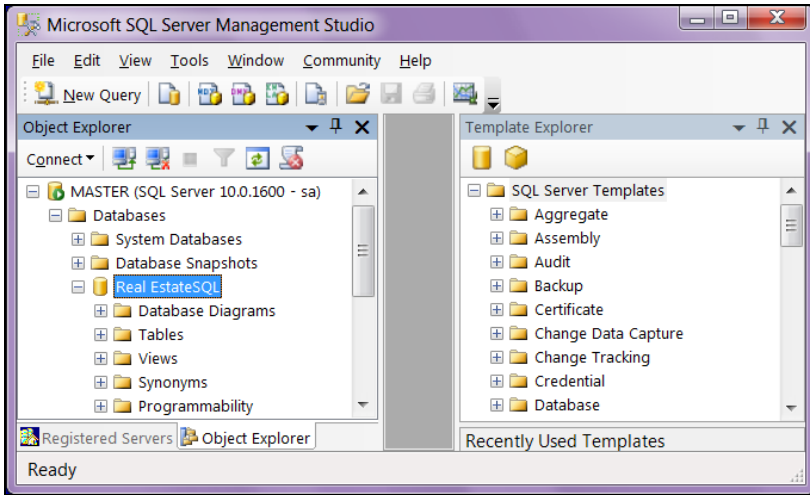 Microsoft SQL Server Management Studio
File Edit View Tools Window Community Help
New Query
Object Explorer
Connect
MASTER (SQL Server 10.0.1600 - sa)
Databases
System Databases
Database Snapshots
Real EstateSQL
Database Diagrams
Tables
Views
Synonyms
Programmability
Registered Servers Object Explorer
Template Explorer
SQL Server Templates
Aggregate
Assembly
Audit
Backup
Certificate
Change Data Capture
Change Tracking
Credential
Database
Recently Used Templates
Ready